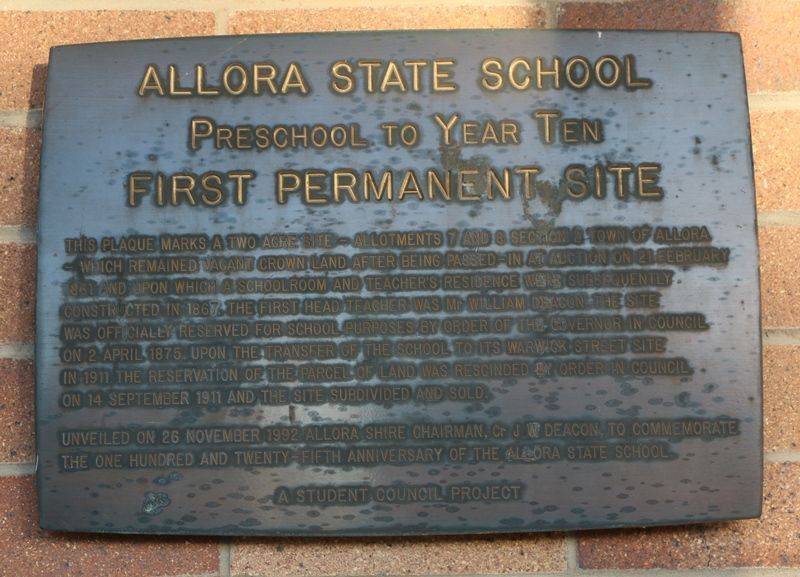 ALLORA STATE SCHOOL
PRESCHOOL TO YEAR TEN
FIRST PERMANENT SITE
THIS PLAQUE MARKS A TWO ACRE SITE - ALLOTMENTS 7 AND 8 SECTION TOWN OF ALLORA
- WHICH REMAINED VACANT CROWN LAND AFTER BEING PASSED-IN AT AUCTION ON 21 FEBRUARY
1861 AND UPON WHICH A SCHOOLROOM AND TEACHER'S RESIDENCE WERE SUBSEQUENTLY
CONSTRUCTED IN 1867. THE FIRST HEAD TEACHER WAS MR WILLIAM DEACON. THE SITE
WAS OFFICIALLY RESERVED FOR SCHOOL PURPOSES BY ORDER OF THE GOVERNOR IN COUNCIL
ON 2 APRIL 1875. UPON THE TRANSFER OF THE SCHOOL TO ITS WARWICK STREET SITE
IN 1911 THE RESERVATION OF THE PARCEL OF LAND WAS RESCINDED BY ORDER IN COUNCIL
ON 14 SEPTEMBER 1911 AND THE SITE SUBDIVIDED AND SOLD.
UNVEILED ON 26 NOVEMBER 1992 ALLORA SHIRE CHAIRMAN, CR J W DEACON, TO COMMEMORATE
THE ONE HUNDRED AND TWENTY-FIFTH ANNIVERSARY OF THE ALLORA STATE SCHOOL
A STUDENT COUNCIL PROJECT